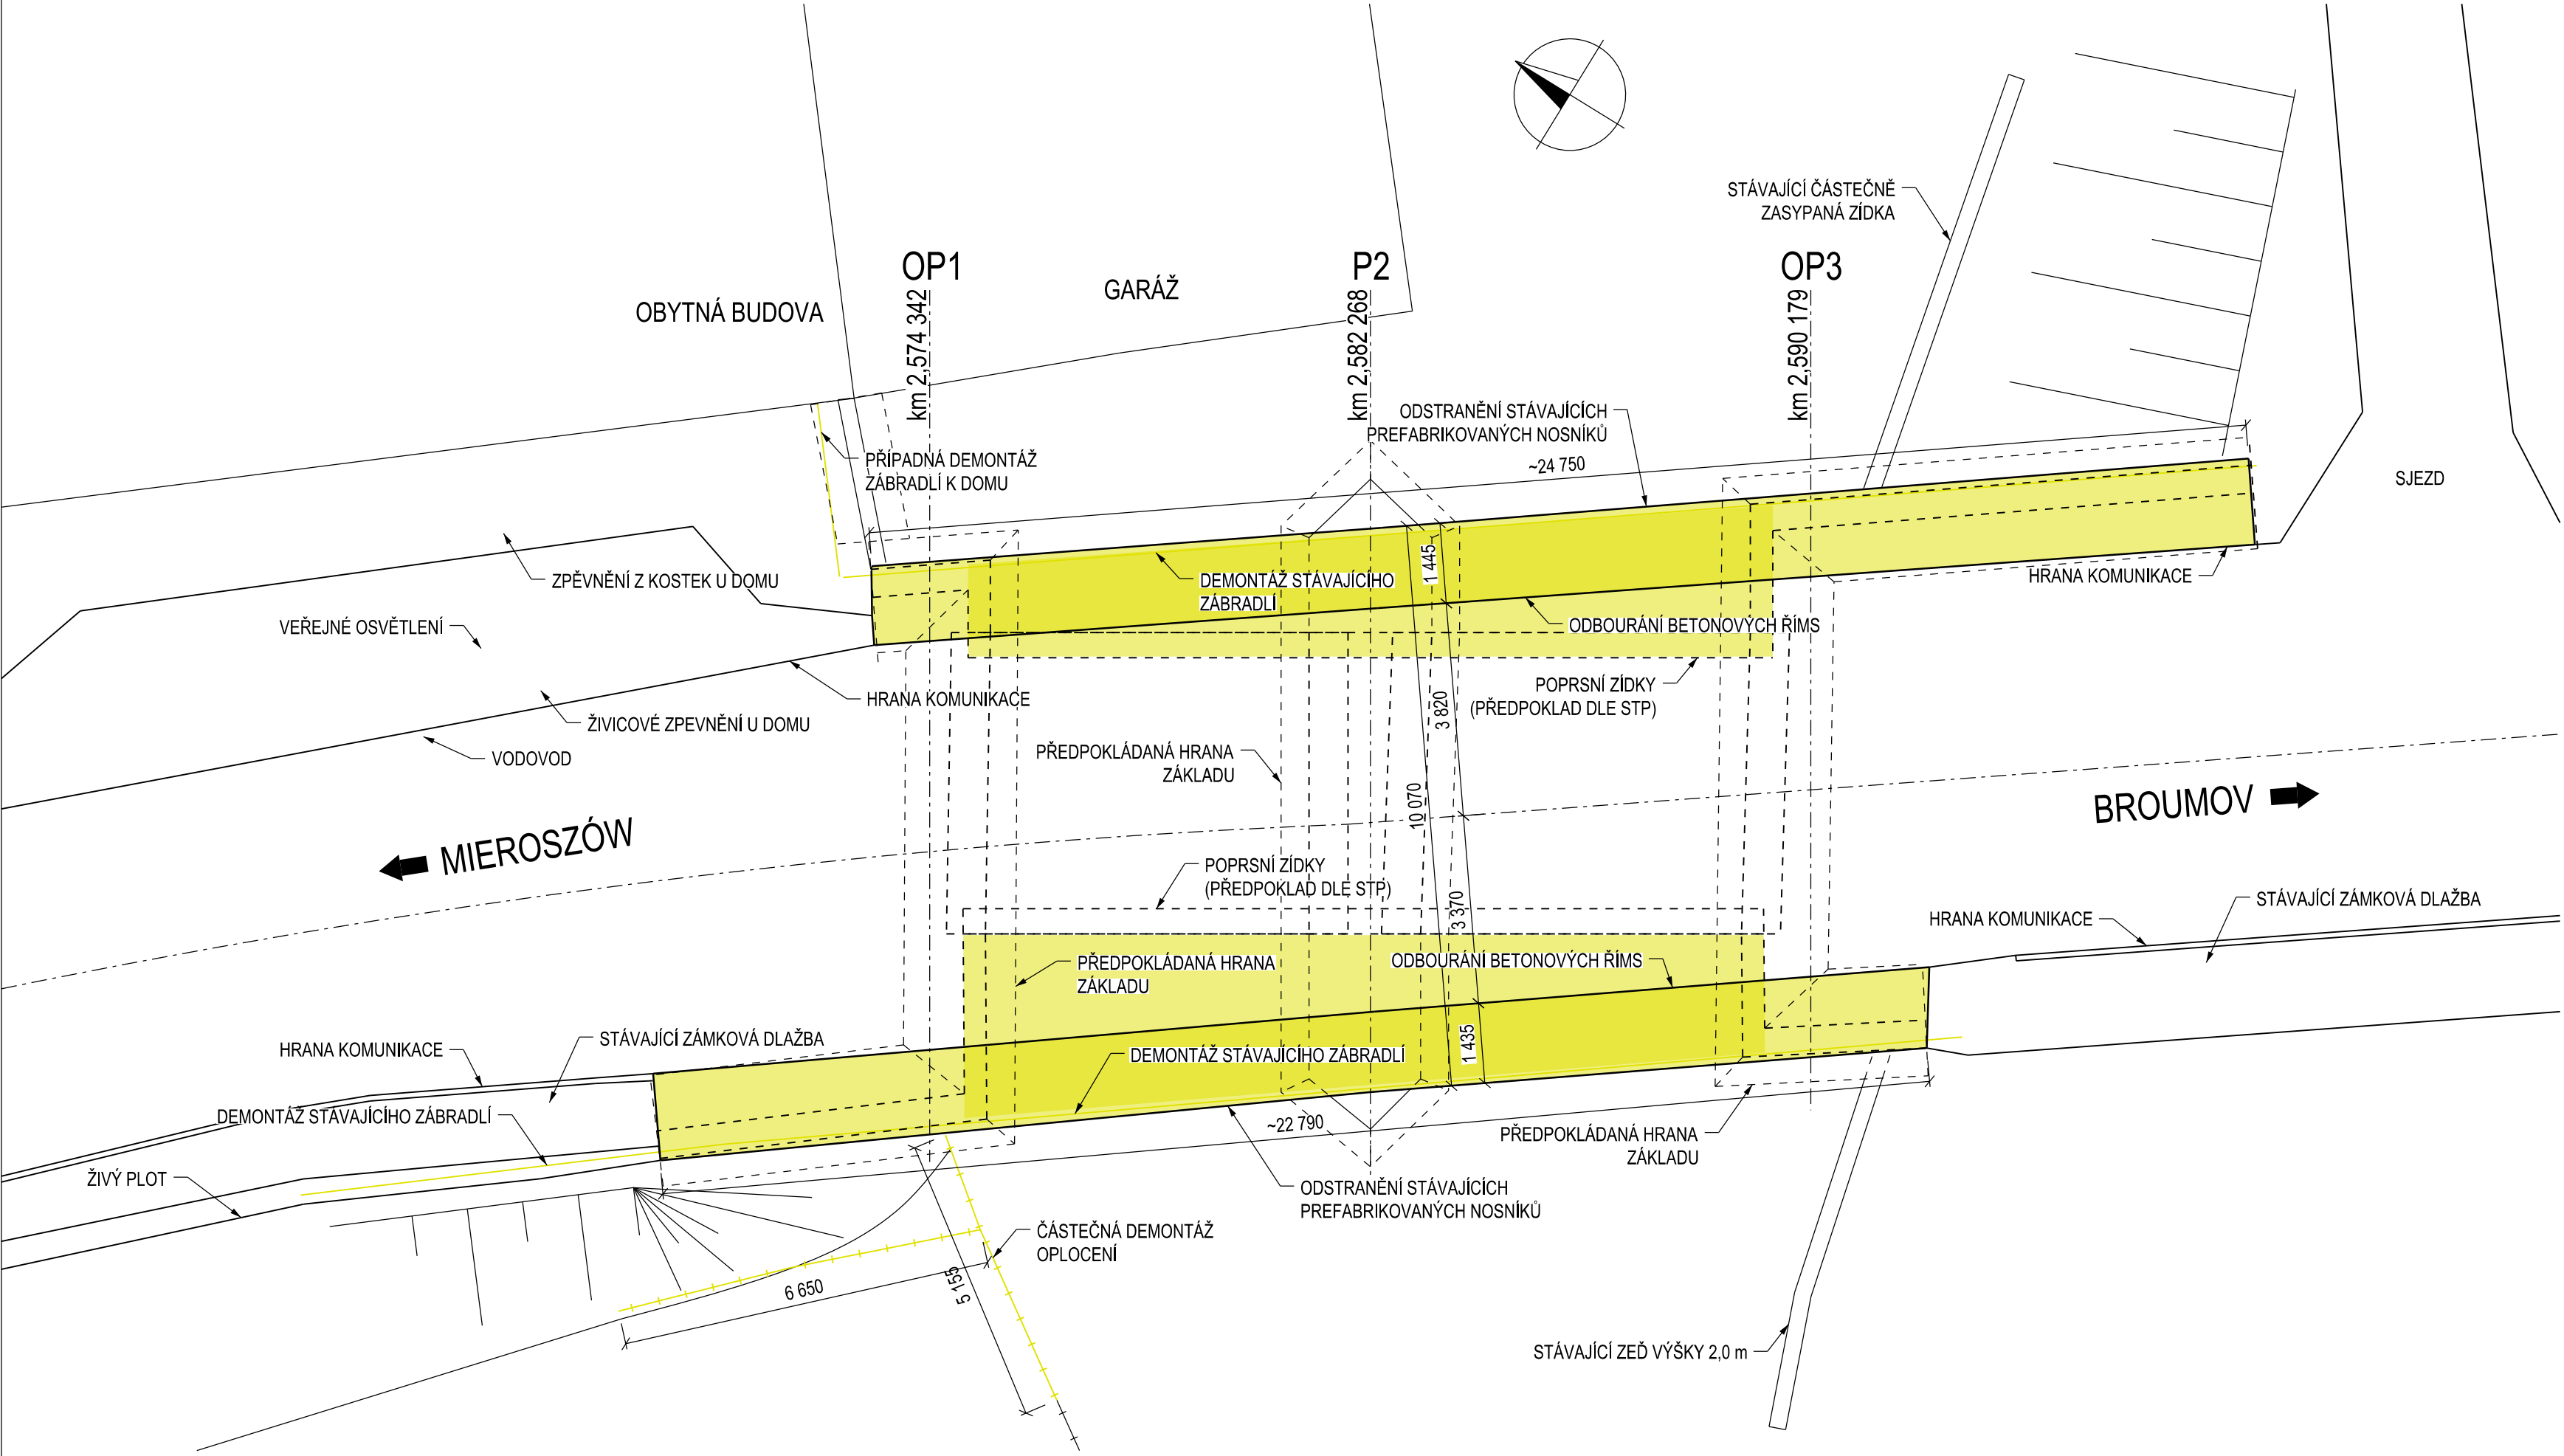 STÁVAJÍCÍ ČÁSTEČNĚ
ZASYPANÁ ZÍDKA
OP1
km 2,574 342
P2
km 2,582 268
OP3
km 2,590 179
OBYTNÁ BUDOVA
GARÁŽ
ODSTRANĚNÍ STÁVAJÍCÍCH
PREFABRIKOVANÝCH NOSNÍKŮ
~24 750
PŘÍPADNÁ DEMONTÁŽ
ZÁBRADLÍ K DOMU
SJEZD
ZPĚVNĚNÍ Z KOSTEK U DOMU
DEMONTÁŽ STÁVAJÍCÍHO
ZÁBRADLÍ
1 445
HRANA KOMUNIKACE
VEŘEJNÉ OSVĚTLENÍ
ODBOURÁNÍ BETONOVÝCH ŘÍMS
HRANA KOMUNIKACE
POPRSNÍ ZÍDKY
(PŘEDPOKLAD DLE STP)
3 820
ŽIVICOVÉ ZPEVNĚNÍ U DOMU
VODOVOD
PŘEDPOKLÁDANÁ HRANA
ZÁKLADU
10 070
BROUMOV
MIEROSZÓW
POPRSNÍ ZÍDKY
(PŘEDPOKLAD DLE STP)
3 370
STÁVAJÍCÍ ZÁMKOVÁ DLAŽBA
HRANA KOMUNIKACE
PŘEDPOKLÁDANÁ HRANA
ZÁKLADU
ODBOURÁNÍ BETONOVÝCH ŘÍMS
STÁVAJÍCÍ ZÁMKOVÁ DLAŽBA
HRANA KOMUNIKACE
DEMONTÁŽ STÁVAJÍCÍHO ZÁBRADLÍ
1 435
DEMONTÁŽ STÁVAJÍCÍHO ZÁBRADLÍ
~22 790
PŘEDPOKLÁDANÁ HRANA
ZÁKLADU
ŽIVÝ PLOT
ODSTRANĚNÍ STÁVAJÍCÍCH
PREFABRIKOVANÝCH NOSNÍKŮ
ČÁSTEČNÁ DEMONTÁŽ
OPLOCENÍ
6 650
5 155
STÁVAJÍCÍ ZEĎ VÝŠKY 2,0 m